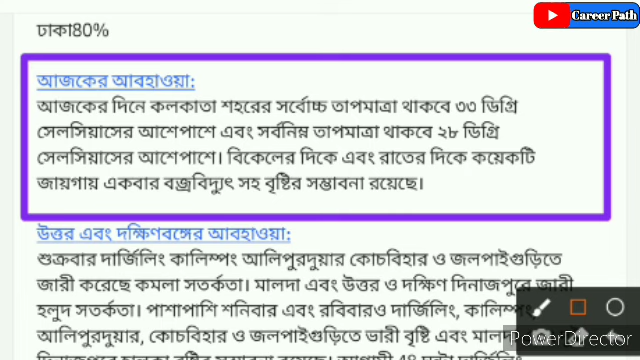 Career Path
ঢাকা80%
আজকের আবহাওয়া:
আজকের দিনে কলকাতা শহরের সর্বোচ্চ তাপমাত্রা থাকবে ৩৩ ডিগ্রি
সেলসিয়াসের আশেপাশে এবং সর্বনিম্ন তাপমাত্রা থাকবে ২৮ ডিগ্রি
সেলসিয়াসের আশেপাশে। বিকেলের দিকে এবং রাতের দিকে কয়েকটি
জায়গায় একবার বজ্রবিদ্যুৎ সহ বৃষ্টির সম্ভাবনা রয়েছে।
উত্তর এবং দক্ষিণবঙ্গের আবহাওয়া:
শুক্রবার দার্জিলিং কালিম্পং আলিপুরদুয়ার কোচবিহার ও জলপাইগুড়িতে
জারী করেছে কমলা সতর্কতা। মালদা এবং উত্তর ও দক্ষিণ দিনাজপুরে জারী
হলুদ সতর্কতা। পাশাপাশি শনিবার এবং রবিবারও দার্জিলিং, কালিম্পং
আলিপুরদুয়ার, কোচবিহার ও জলপাইগুড়িতে ভারী বৃষ্টি এবং
PowerDirector